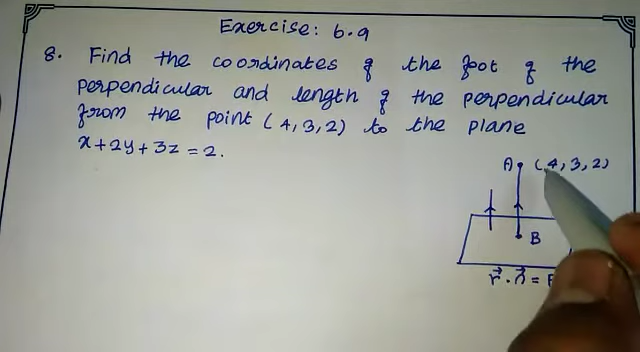 Exercise: 6.9
8. Find the coordinates of the foot of the
perpendicular and length of the perpendicular
from the point (4, 3, 2) to the plane
x+2y+3z = 2.
A (4, 3, 2)
B
r⃗ . n⃗ = P